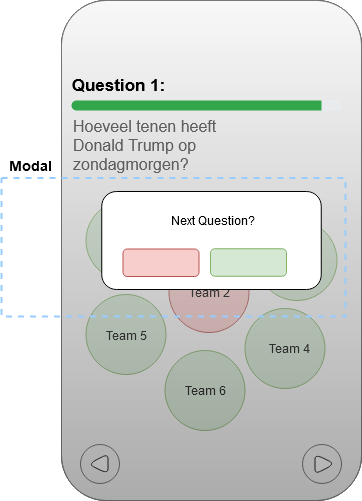 Question 1:
Hoeveel tenen heeft
Donald Trump op
zondagmorgen?
Modal
Next Question?
Team 2
Team 5
Team 4
Team 6